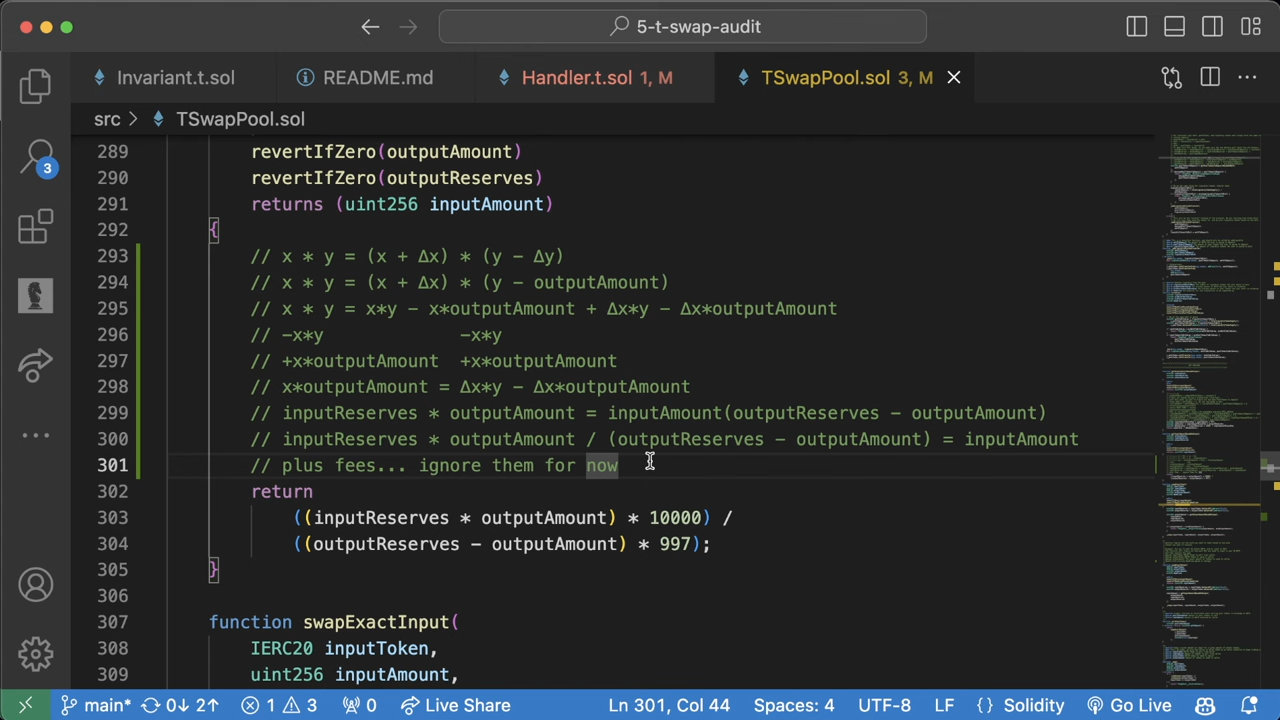 5-t-swap-audit
Invariant.t.sol
README.md
Handler.t.sol 1, M
TSwapPool.sol 3, M
src > TSwapPool.sol
3
289 revertIfZero(outputAmount)
290 revertIfZero(outputReserves)
291 returns (uint256 inputAmount)
292 {
293 // x * y = (x + Δx) * (y - Δy)
294 // x * y = (x + Δx) * (y - outputAmount)
295 // x * y = x*y - x*outputAmount + Δx*y - Δx*outputAmount
296 // -x*y
297 // +x*outputAmount +x*outputAmount
298 // x*outputAmount = Δx*y - Δx*outputAmount
299 // inputReserves * outputAmount = inputAmount(outputReserves - outputAmount)
300 // inputReserves * outputAmount / (outputReserves - outputAmount) = inputAmount
301 // plus fees... ignore them for now
302 return
303 ((inputReserves * outputAmount) * 10000) /
304 ((outputReserves - outputAmount) * 997);
305 }
306
307 function swapExactInput(
308 IERC20 inputToken,
309 uint256 inputAmount,
main* 0↓ 2↑ 1 3 0 Live Share Ln 301, Col 44 Spaces: 4 UTF-8 LF {} Solidity Go Live